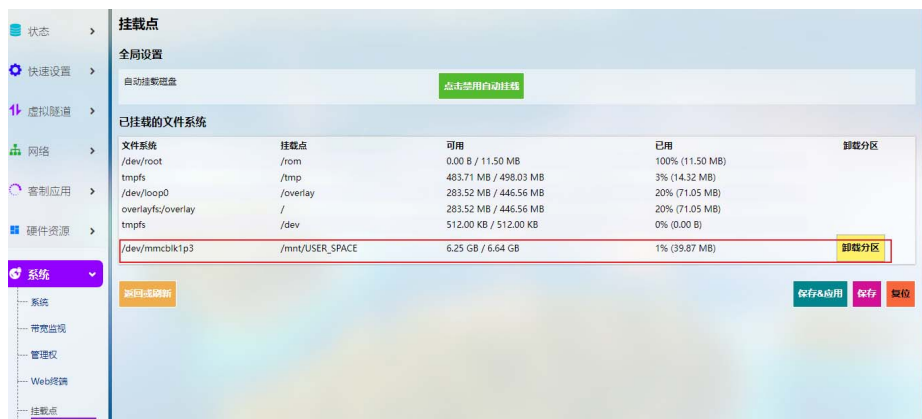 状态
快速设置
虚拟隧道
网络
客制应用
硬件资源
系统
系统
带宽监视
管理权
Web终端
挂载点
挂载点
全局设置
自动挂载磁盘 点击禁用自动挂载
已挂载的文件系统
文件系统 挂载点 可用 已用 卸载分区
/dev/root /rom 0.00 B / 11.50 MB 100% (11.50 MB)
tmpfs /tmp 483.71 MB / 498.03 MB 3% (14.32 MB)
/dev/loop0 /overlay 283.52 MB / 446.56 MB 20% (71.05 MB)
overlayfs:/overlay / 283.52 MB / 446.56 MB 20% (71.05 MB)
tmpfs /dev 512.00 KB / 512.00 KB 0% (0.00 B)
/dev/mmcblk1p3 /mnt/USER_SPACE 6.25 GB / 6.64 GB 1% (39.87 MB) 卸载分区
返回或刷新 保存&应用 保存 复位